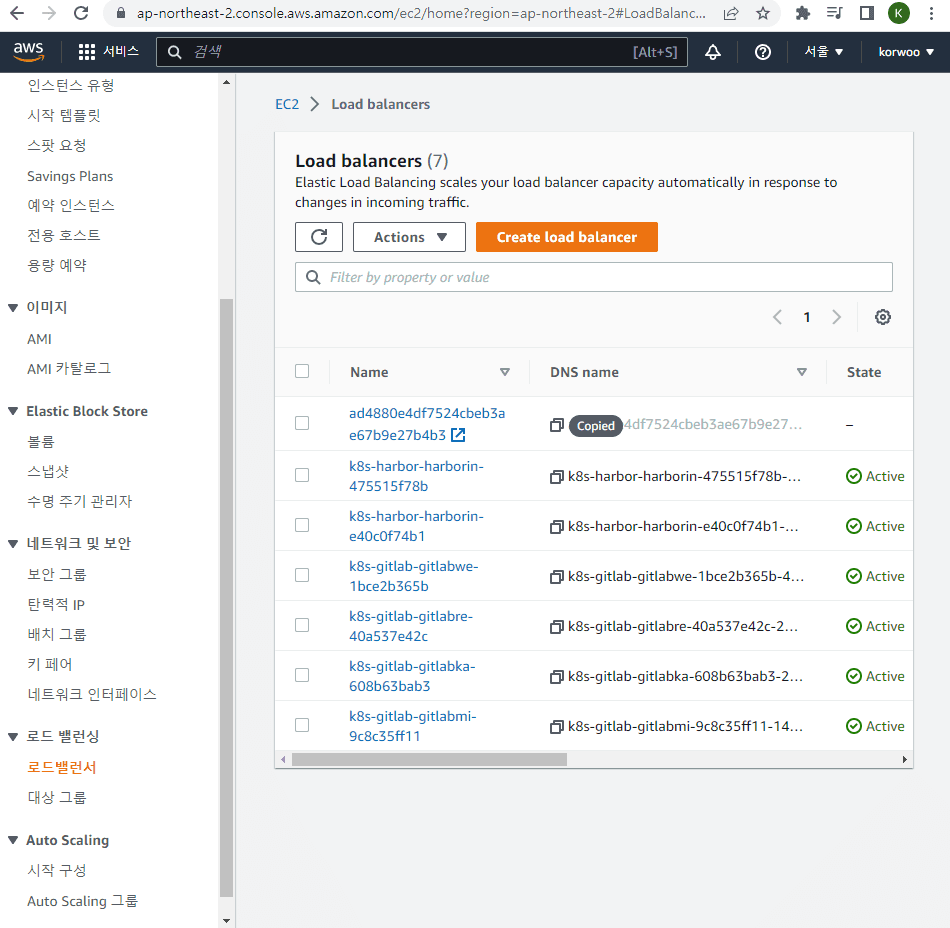 ap-northeast-2.console.aws.amazon.com/ec2/home?region=ap-northeast-2#LoadBalanc...
K
aws
서비스
검색
[Alt+S]
서울
korwoo
인스턴스 유형
시작 템플릿
스팟 요청
Savings Plans
예약 인스턴스
전용 호스트
용량 예약
이미지
AMI
AMI 카탈로그
Elastic Block Store
볼륨
스냅샷
수명 주기 관리자
네트워크 및 보안
보안 그룹
탄력적 IP
배치 그룹
키 페어
네트워크 인터페이스
로드 밸런싱
로드밸런서
대상 그룹
Auto Scaling
시작 구성
Auto Scaling 그룹
EC2
Load balancers
Load balancers (7)
Elastic Load Balancing scales your load balancer capacity automatically in response to
changes in incoming traffic.
Actions
Create load balancer
Filter by property or value
1
Name
DNS name
State
ad4880e4df7524cbeb3a
e67b9e27b4b3
Copied
4df7524cbeb3ae67b9e27...
–
k8s-harbor-harborin-
475515f78b
k8s-harbor-harborin-475515f78b-...
Active
k8s-harbor-harborin-
e40c0f74b1
k8s-harbor-harborin-e40c0f74b1-...
Active
k8s-gitlab-gitlabwe-
1bce2b365b
k8s-gitlab-gitlabwe-1bce2b365b-4...
Active
k8s-gitlab-gitlabre-
40a537e42c
k8s-gitlab-gitlabre-40a537e42c-2...
Active
k8s-gitlab-gitlabka-
608b63bab3
k8s-gitlab-gitlabka-608b63bab3-2...
Active
k8s-gitlab-gitlabmi-
9c8c35ff11
k8s-gitlab-gitlabmi-9c8c35ff11-14...
Active